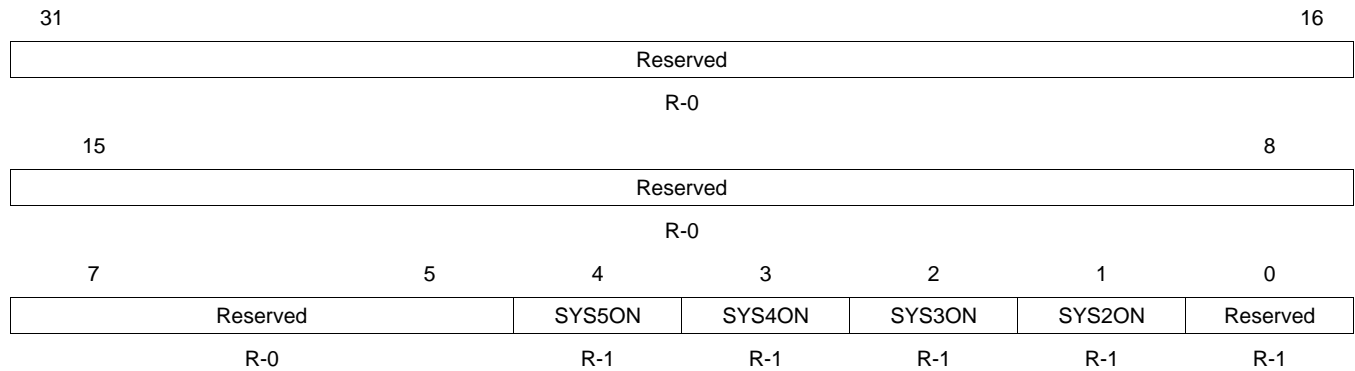 31 16
Reserved
R-0
15 8
Reserved
R-0
7 5 4 3 2 1 0
Reserved SYS5ON SYS4ON SYS3ON SYS2ON Reserved
R-0 R-1 R-1 R-1 R-1 R-1